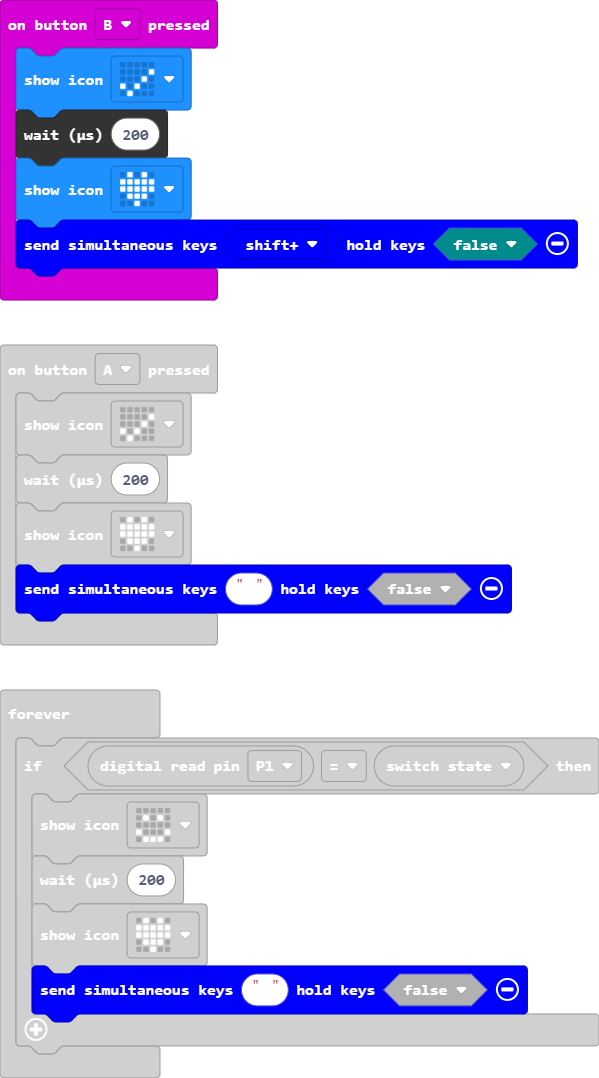 on button B pressed
show icon
wait (µs) 200
show icon
send simultaneous keys shift+ hold keys false
on button A pressed
show icon
wait (µs) 200
show icon
send simultaneous keys " " hold keys false
forever
if digital read pin P1 = switch state then
show icon
wait (µs) 200
show icon
send simultaneous keys " " hold keys false